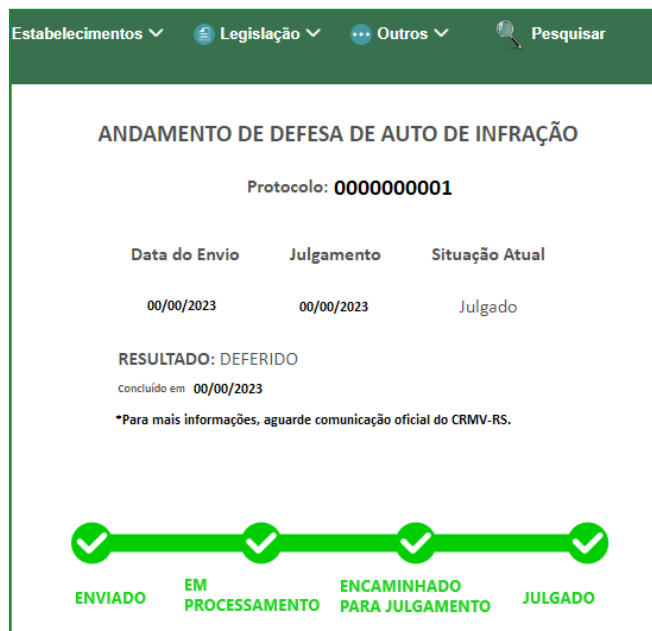 Estabelecimentos Legislação Outros Pesquisar
ANDAMENTO DE DEFESA DE AUTO DE INFRAÇÃO
Protocolo: 0000000001
Data do Envio Julgamento Situação Atual
00/00/2023 00/00/2023 Julgado
RESULTADO: DEFERIDO
Concluído em 00/00/2023
*Para mais informações, aguarde comunicação oficial do CRMV-RS.
ENVIADO
EM
PROCESSAMENTO
ENCAMINHADO
PARA JULGAMENTO
JULGADO